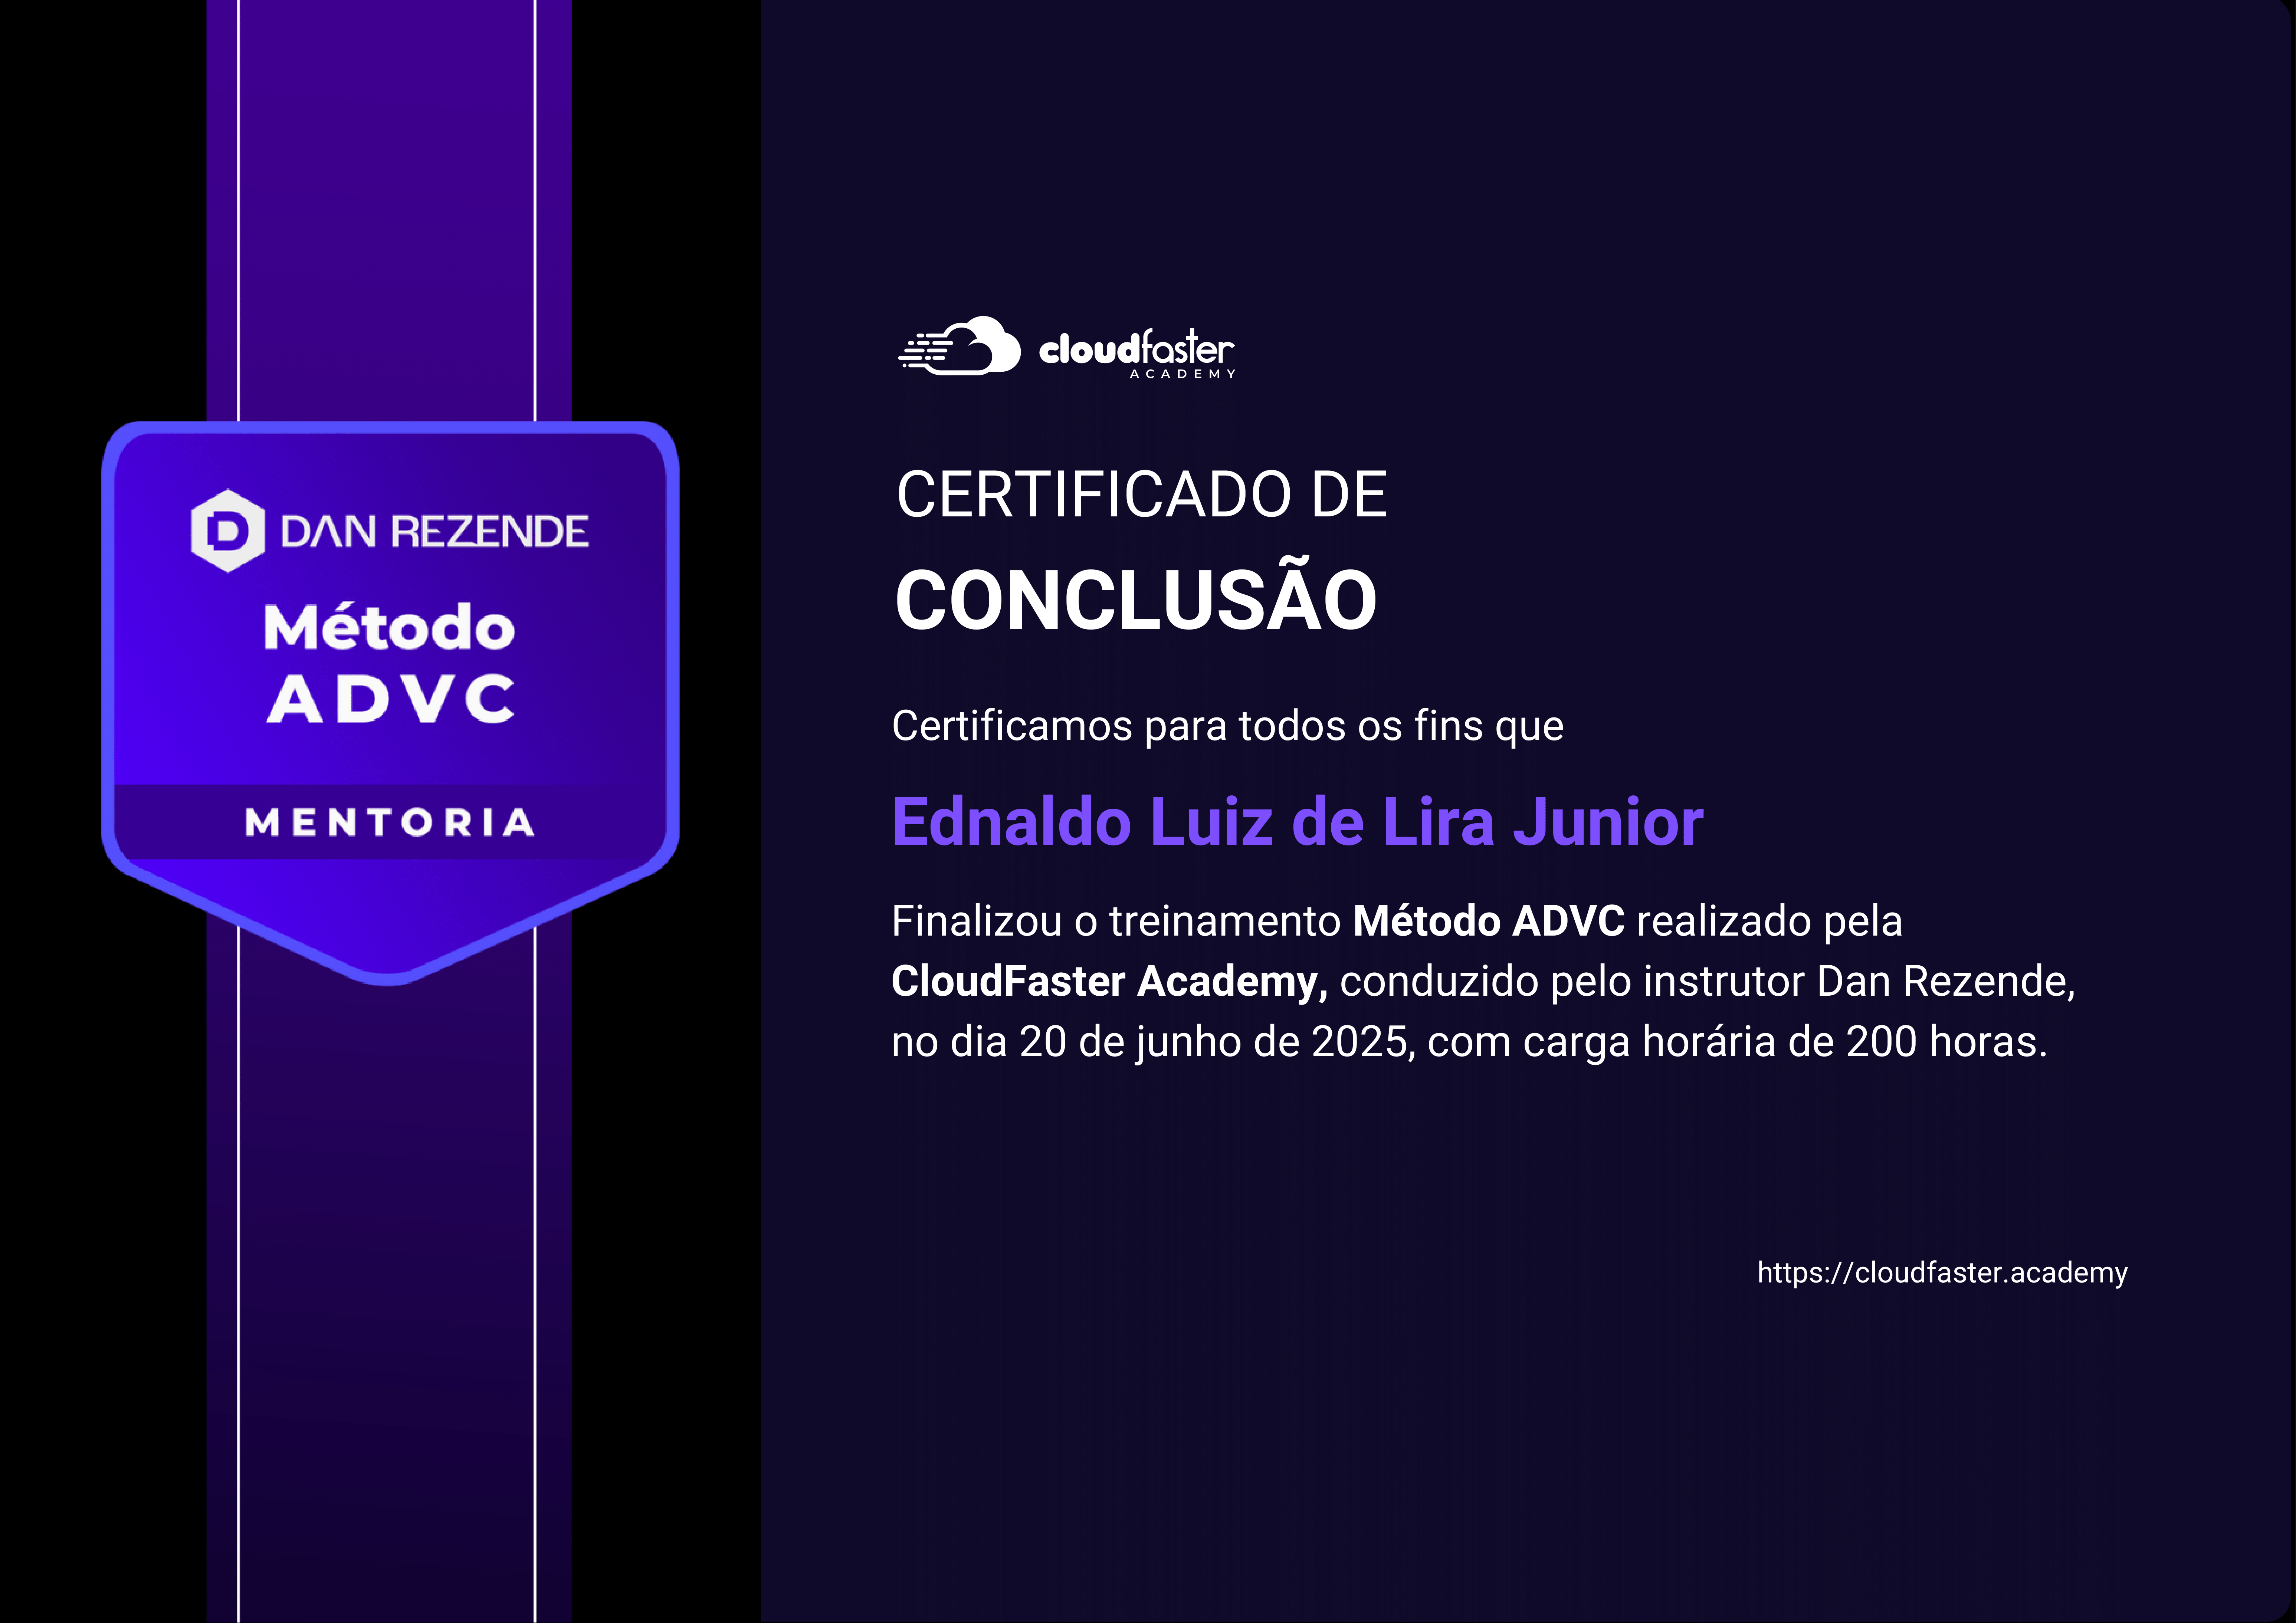 DAN REZENDE
Método
ADVC
MENTORIA
cloudfaster
ACADEMY
CERTIFICADO DE
CONCLUSÃO
Certificamos para todos os fins que
Ednaldo Luiz de Lira Junior
Finalizou o treinamento Método ADVC realizado pela
CloudFaster Academy, conduzido pelo instrutor Dan Rezende,
no dia 20 de junho de 2025, com carga horária de 200 horas.
https://cloudfaster.academy